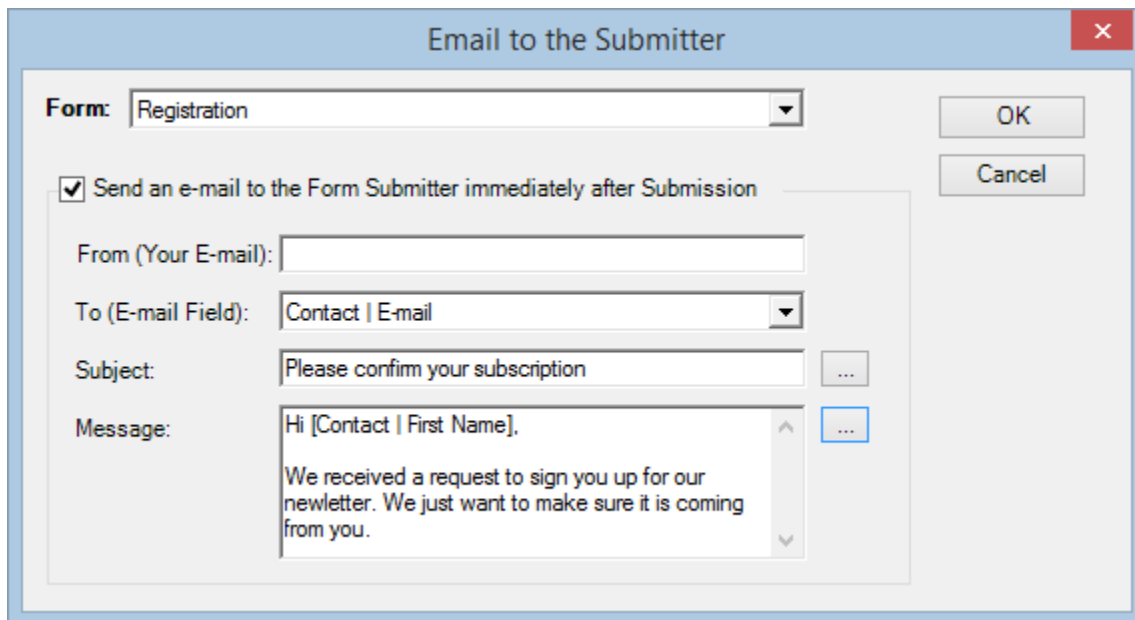 Email to the Submitter
Form: Registration
OK
Cancel
Send an e-mail to the Form Submitter immediately after Submission
From (Your E-mail):
To (E-mail Field): Contact | E-mail
Subject: Please confirm your subscription ...
Message: Hi [Contact | First Name], ...
We received a request to sign you up for our
newletter. We just want to make sure it is coming
from you.